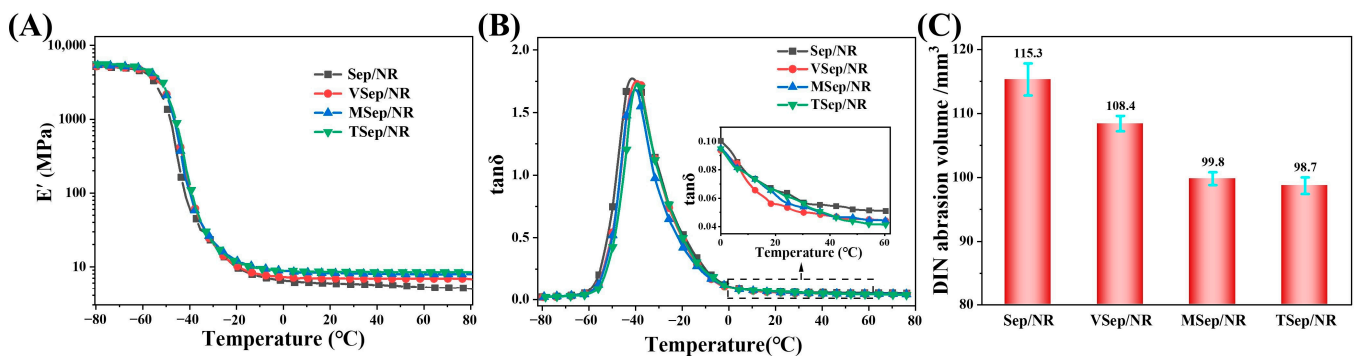 (A)
E′ (MPa)
10,000
1000
100
10
−80
−60
−40
−20
0
20
40
60
80
Temperature (℃)
Sep/NR
VSep/NR
MSep/NR
TSep/NR
(B)
tanδ
2.0
1.5
1.0
0.5
0.0
−80
−60
−40
−20
0
20
40
60
80
Temperature(℃)
Sep/NR
VSep/NR
MSep/NR
TSep/NR
tanδ
0.10
0.08
0.06
0.04
0
20
40
60
Temperature (℃)
(C)
DIN abrasion volume /mm³
120
110
100
90
80
115.3
108.4
99.8
98.7
Sep/NR
VSep/NR
MSep/NR
TSep/NR